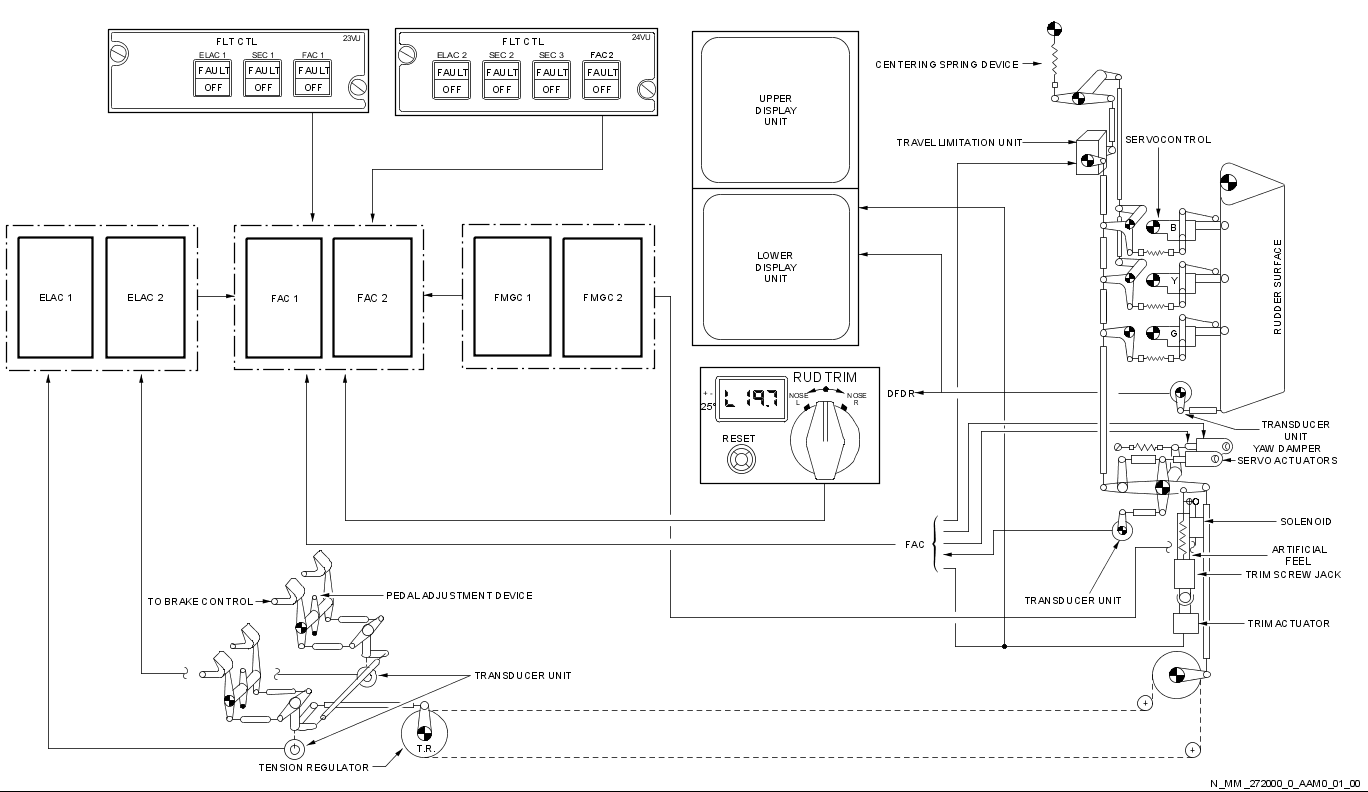 FLT CTL
23VU
ELAC 1 SEC 1 FAC 1
FAULT FAULT FAULT
OFF OFF OFF
FLT CTL
24VU
ELAC 2 SEC 2 SEC 3 FAC 2
FAULT FAULT FAULT FAULT
OFF OFF OFF OFF
UPPER
DISPLAY
UNIT
LOWER
DISPLAY
UNIT
CENTERING SPRING DEVICE
TRAVEL LIMITATION UNIT
SERVOCONTROL
B
Y
G
RUDDER SURFACE
ELAC 1
ELAC 2
FAC 1
FAC 2
FMGC 1
FMGC 2
RUD TRIM
+ -
25°
L 19.7
NOSE
L
NOSE
R
RESET
DFDR
TRANSDUCER
UNIT
YAW DAMPER
SERVO ACTUATORS
FAC
SOLENOID
ARTIFICIAL
FEEL
TRIM SCREW JACK
TRANSDUCER UNIT
TRIM ACTUATOR
TO BRAKE CONTROL
PEDAL ADJUSTMENT DEVICE
TRANSDUCER UNIT
T.R.
TENSION REGULATOR
+
+
N_MM_272000_0_AAM0_01_00